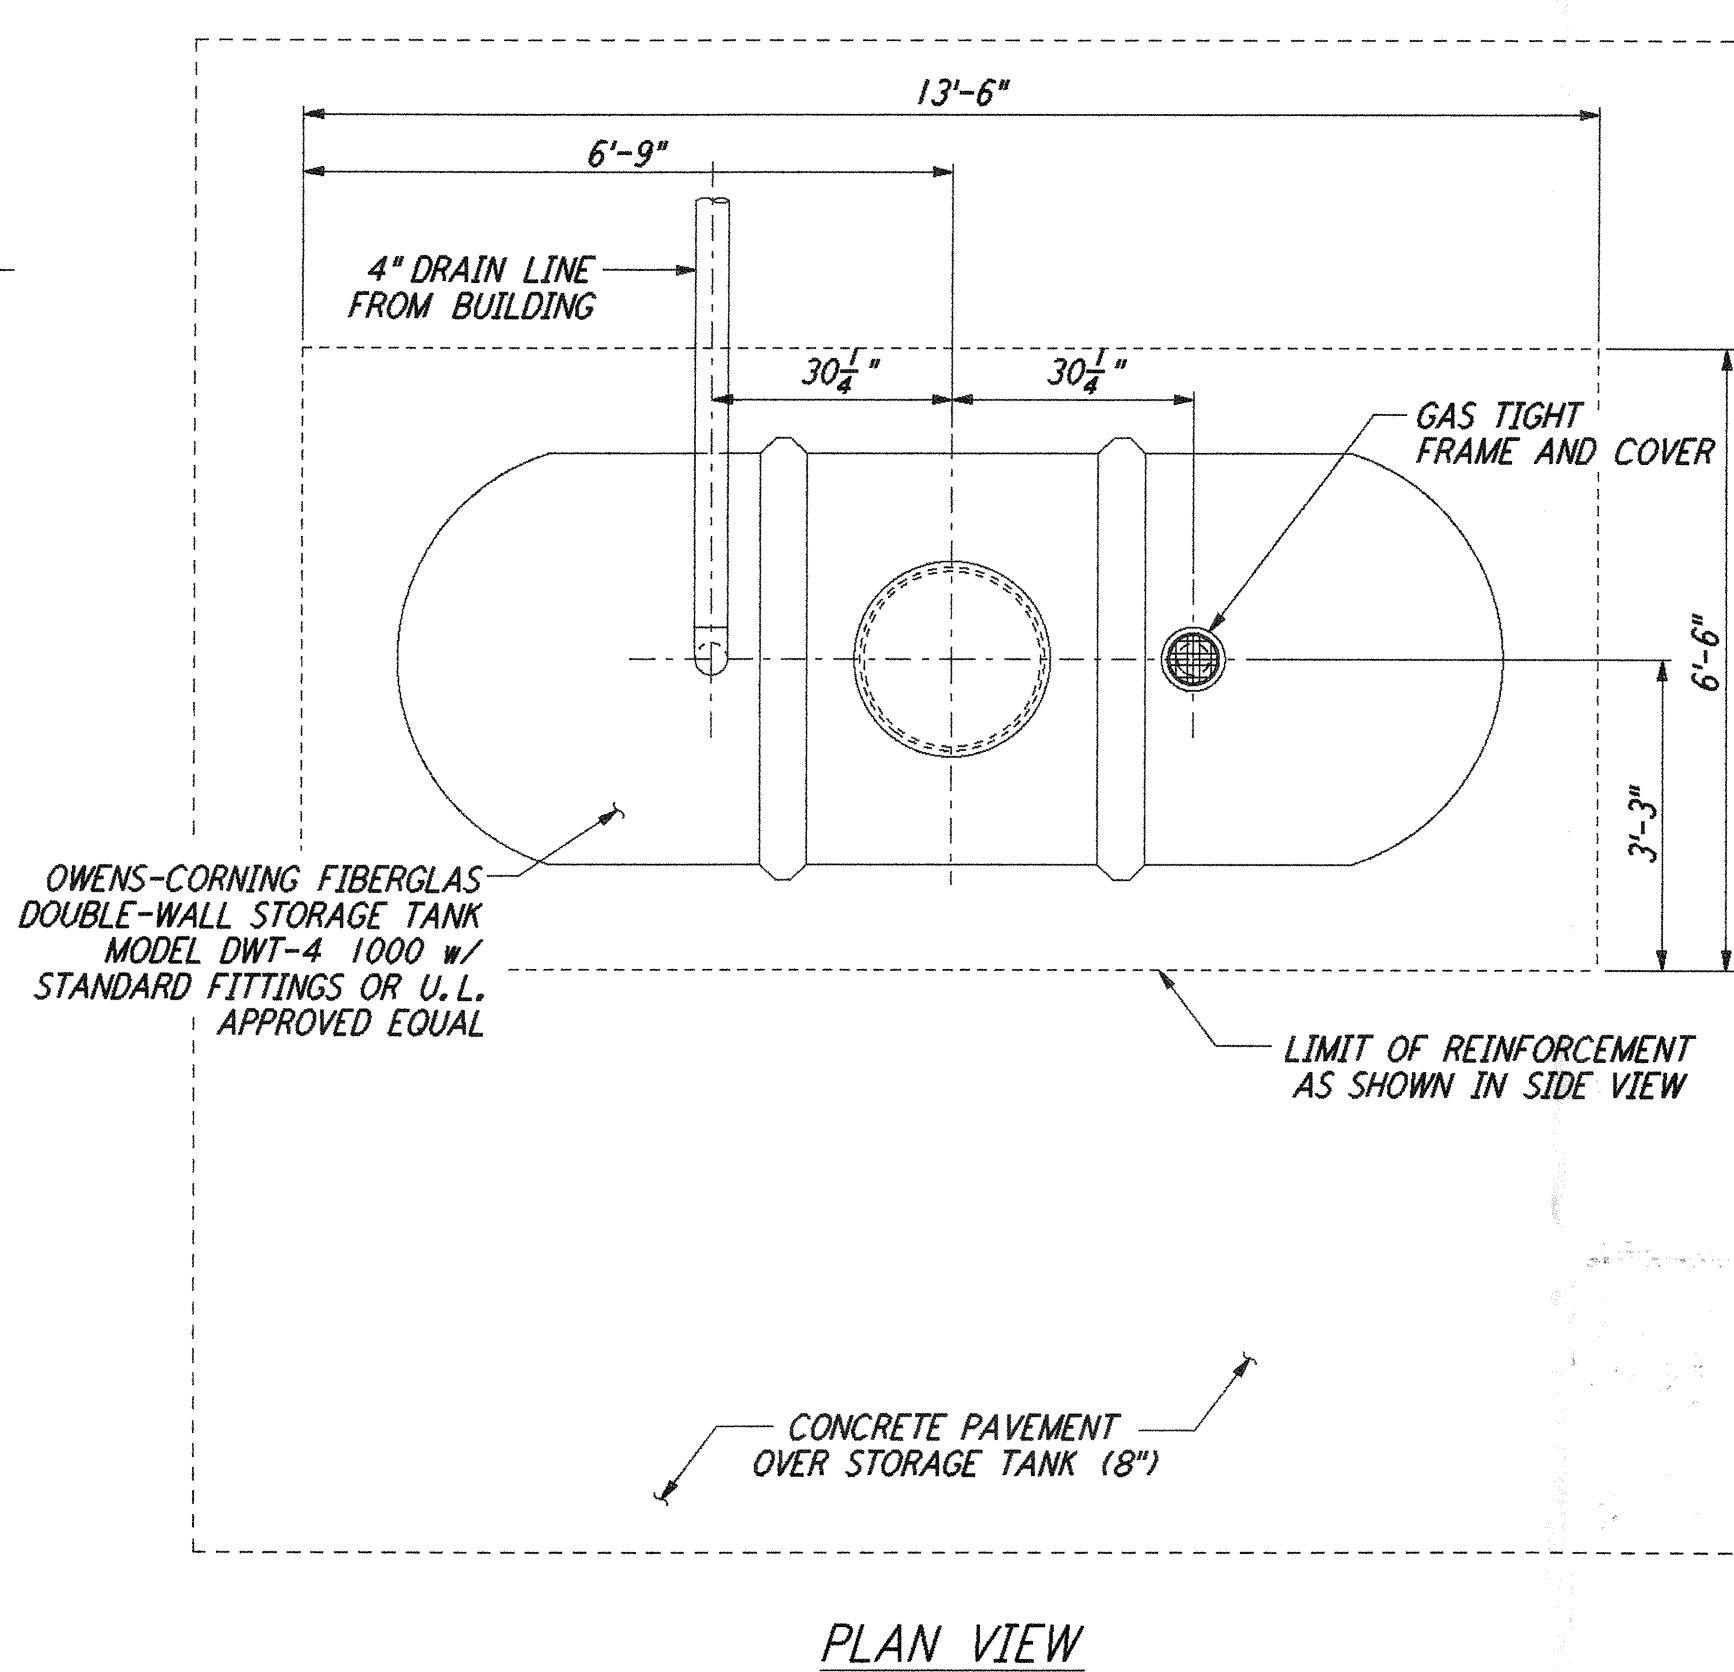 13'-6"
6'-9"
4" DRAIN LINE
FROM BUILDING
30 1/4"
30 1/4"
GAS TIGHT
FRAME AND COVER
6'-6"
3'-3"
OWENS-CORNING FIBERGLAS
DOUBLE-WALL STORAGE TANK
MODEL DWT-4 1000 w/
STANDARD FITTINGS OR U.L.
APPROVED EQUAL
LIMIT OF REINFORCEMENT
AS SHOWN IN SIDE VIEW
CONCRETE PAVEMENT
OVER STORAGE TANK (8")
PLAN VIEW